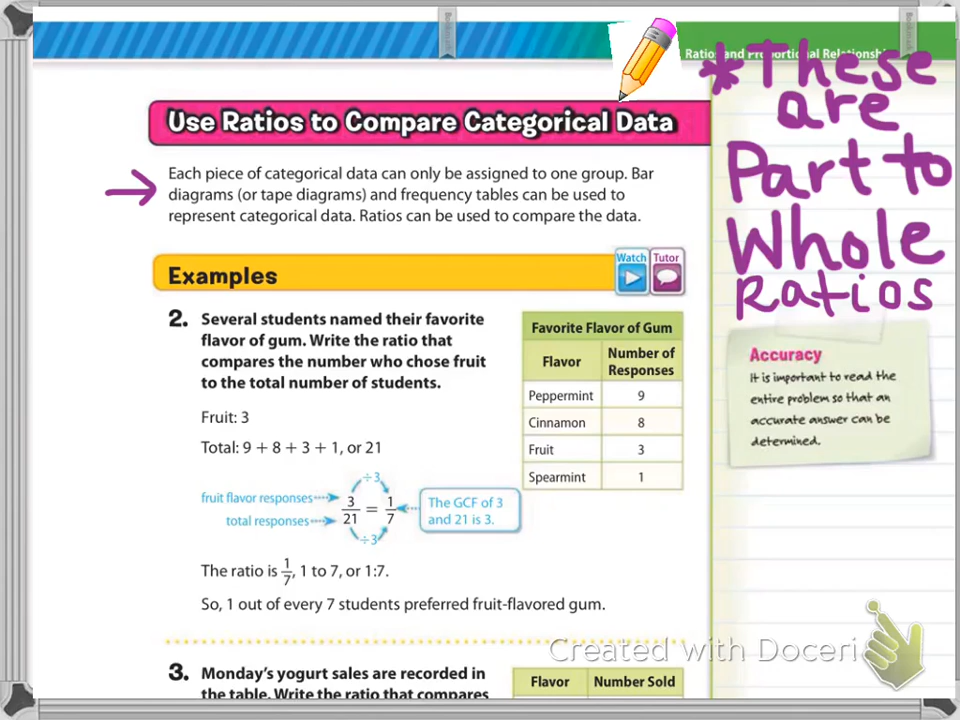 Ratios and Proportional Relationships
*These
are
Part to
Whole
Ratios
Use Ratios to Compare Categorical Data
Each piece of categorical data can only be assigned to one group. Bar
diagrams (or tape diagrams) and frequency tables can be used to
represent categorical data. Ratios can be used to compare the data.
Examples
Watch Tutor
2. Several students named their favorite
flavor of gum. Write the ratio that
compares the number who chose fruit
to the total number of students.
Fruit: 3
Total: 9 + 8 + 3 + 1, or 21
÷3
fruit flavor responses 3/21 = 1/7
total responses
÷3
The GCF of 3
and 21 is 3.
The ratio is 1/7, 1 to 7, or 1:7.
So, 1 out of every 7 students preferred fruit-flavored gum.
Favorite Flavor of Gum
Flavor Number of Responses
Peppermint 9
Cinnamon 8
Fruit 3
Spearmint 1
Accuracy
It is important to read the
entire problem so that an
accurate answer can be
determined.
3. Monday's yogurt sales are recorded in
the table. Write the ratio that compares
Flavor Number Sold
Created with Doceri